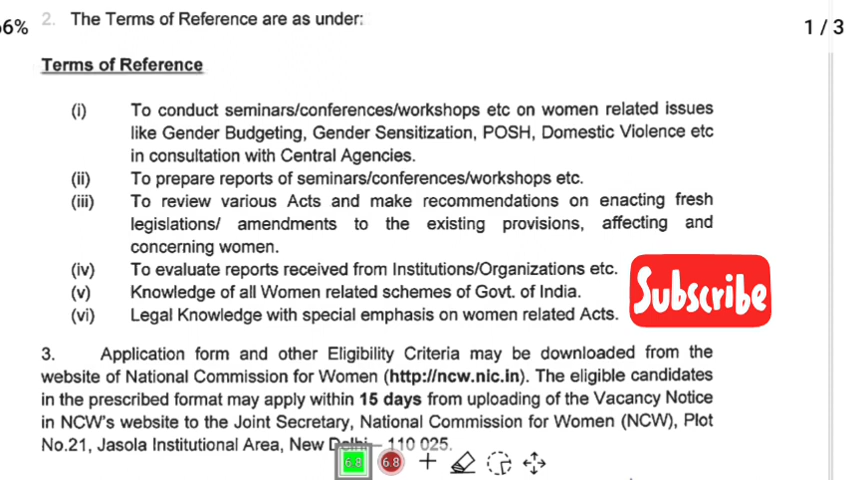 66%
2. The Terms of Reference are as under:
1 / 3
Terms of Reference
(i) To conduct seminars/conferences/workshops etc on women related issues
like Gender Budgeting, Gender Sensitization, POSH, Domestic Violence etc
in consultation with Central Agencies.
(ii) To prepare reports of seminars/conferences/workshops etc.
(iii) To review various Acts and make recommendations on enacting fresh
legislations/ amendments to the existing provisions, affecting and
concerning women.
(iv) To evaluate reports received from Institutions/Organizations etc.
(v) Knowledge of all Women related schemes of Govt. of India.
(vi) Legal Knowledge with special emphasis on women related Acts.
Subscribe
3. Application form and other Eligibility Criteria may be downloaded from the
website of National Commission for Women (http://ncw.nic.in). The eligible candidates
in the prescribed format may apply within 15 days from uploading of the Vacancy Notice
in NCW's website to the Joint Secretary, National Commission for Women (NCW), Plot
No.21, Jasola Institutional Area, New Delhi– 110 025.
6.8 6.8